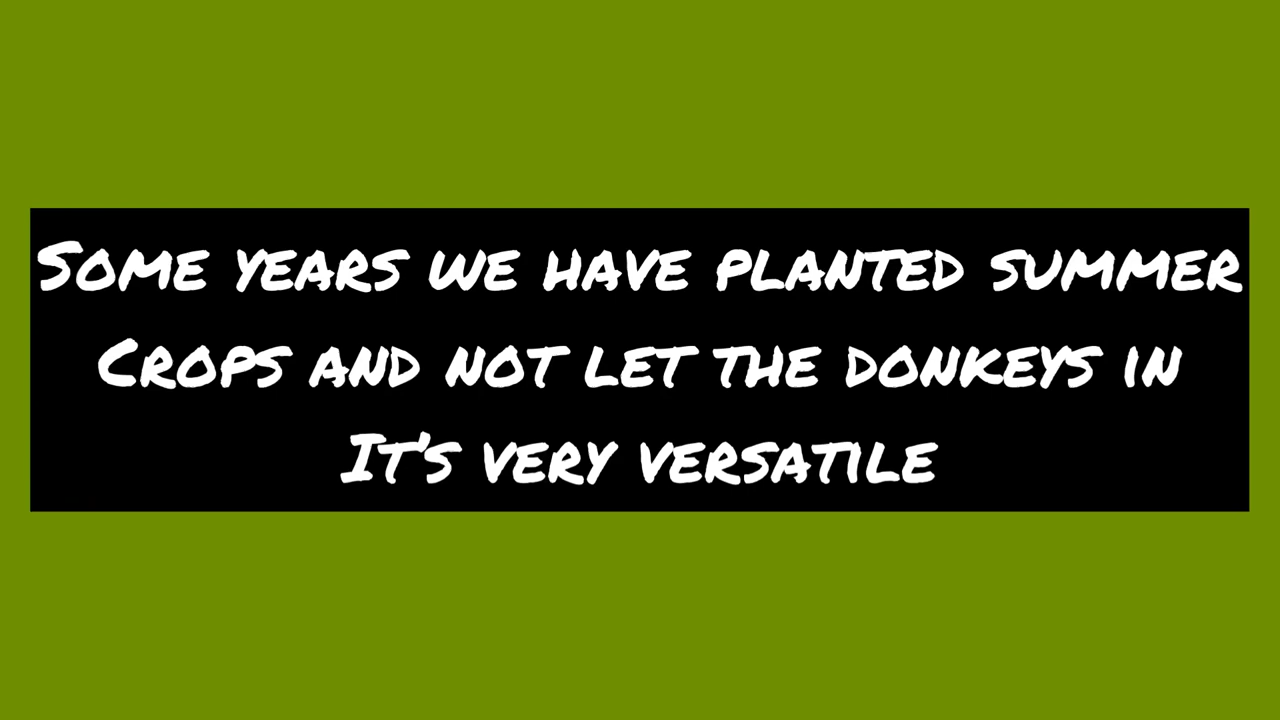 Some years we have planted summer
Crops and not let the donkeys in
It's very versatile